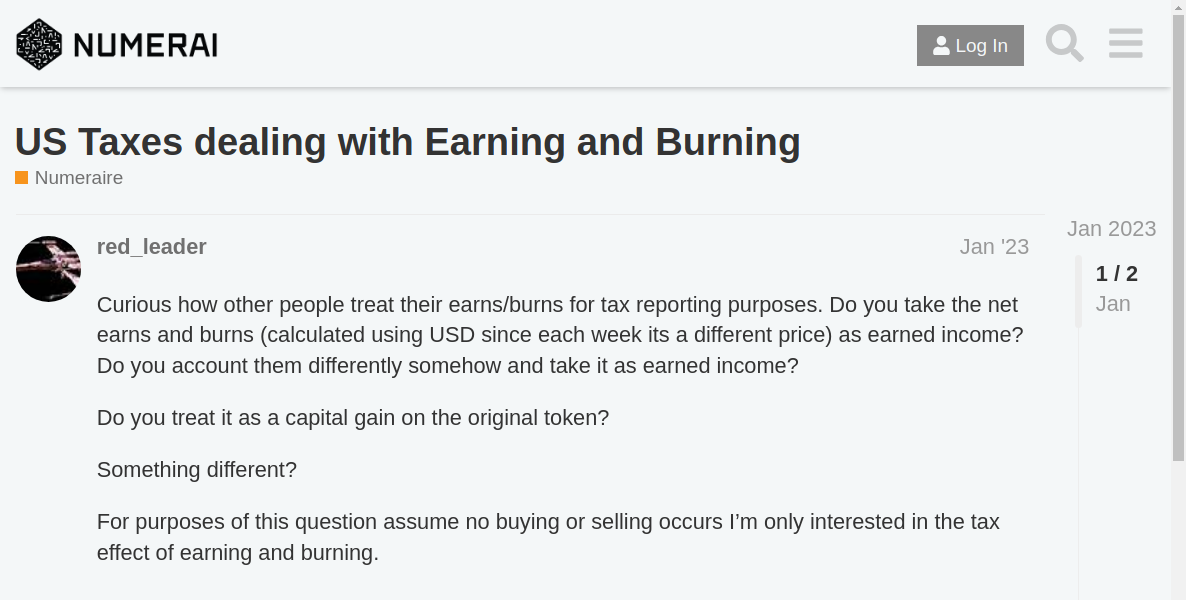 NUMERAI
Log In
US Taxes dealing with Earning and Burning
Numeraire
Jan 2023
red_leader
Jan '23
1 / 2
Jan
Curious how other people treat their earns/burns for tax reporting purposes. Do you take the net
earns and burns (calculated using USD since each week its a different price) as earned income?
Do you account them differently somehow and take it as earned income?
Do you treat it as a capital gain on the original token?
Something different?
For purposes of this question assume no buying or selling occurs I’m only interested in the tax
effect of earning and burning.